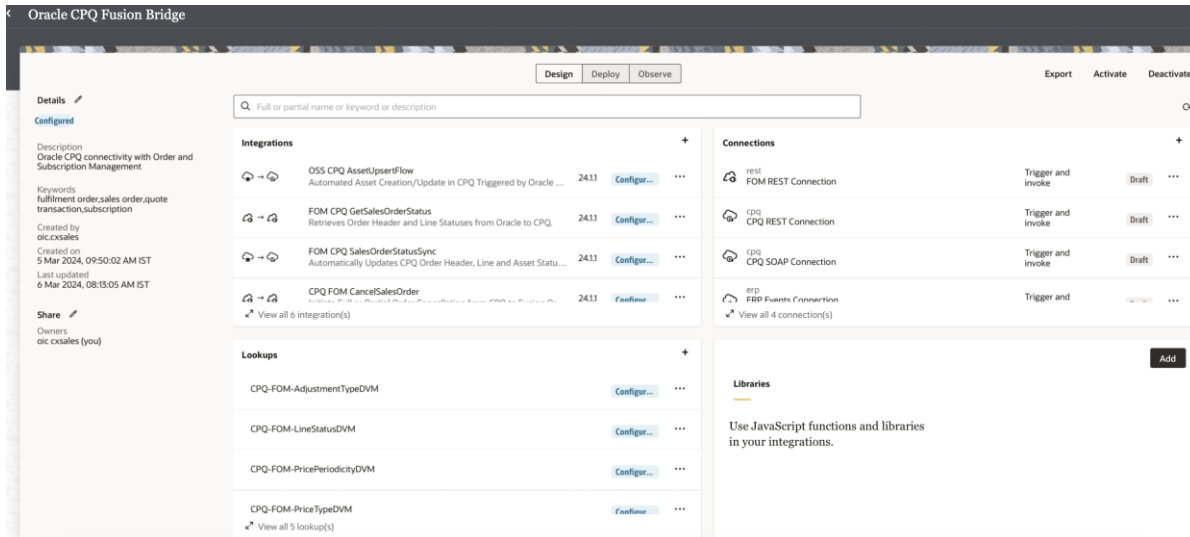 Oracle CPQ Fusion Bridge
Design Deploy Observe
Export Activate Deactivate
Details
Configured
Description
Oracle CPQ connectivity with Order and
Subscription Management
Keywords
fulfilment order,sales order,quote
transaction,subscription
Created by
oic.cxsales
Created on
5 Mar 2024, 09:50:02 AM IST
Last updated
6 Mar 2024, 08:13:05 AM IST
Share
Owners
oic cxsales (you)
Full or partial name or keyword or description
Integrations
OSS CPQ AssetUpsertFlow
Automated Asset Creation/Update in CPQ Triggered by Oracle ...
24.1.1 Configur...
FOM CPQ GetSalesOrderStatus
Retrieves Order Header and Line Statuses from Oracle to CPQ.
24.1.1 Configur...
FOM CPQ SalesOrderStatusSync
Automatically Updates CPQ Order Header, Line and Asset Statu...
24.1.1 Configur...
CPQ FOM CancelSalesOrder
24.1.1 Configur...
View all 6 integration(s)
Connections
rest
FOM REST Connection
Trigger and
invoke
Draft
cpq
CPQ REST Connection
Trigger and
invoke
Draft
cpq
CPQ SOAP Connection
Trigger and
invoke
Draft
erp
ERP Events Connection
Trigger and
View all 4 connection(s)
Lookups
CPQ-FOM-AdjustmentTypeDVM Configur...
CPQ-FOM-LineStatusDVM Configur...
CPQ-FOM-PricePeriodicityDVM Configur...
CPQ-FOM-PriceTypeDVM Configur...
View all 5 lookup(s)
Add
Libraries
Use JavaScript functions and libraries
in your integrations.